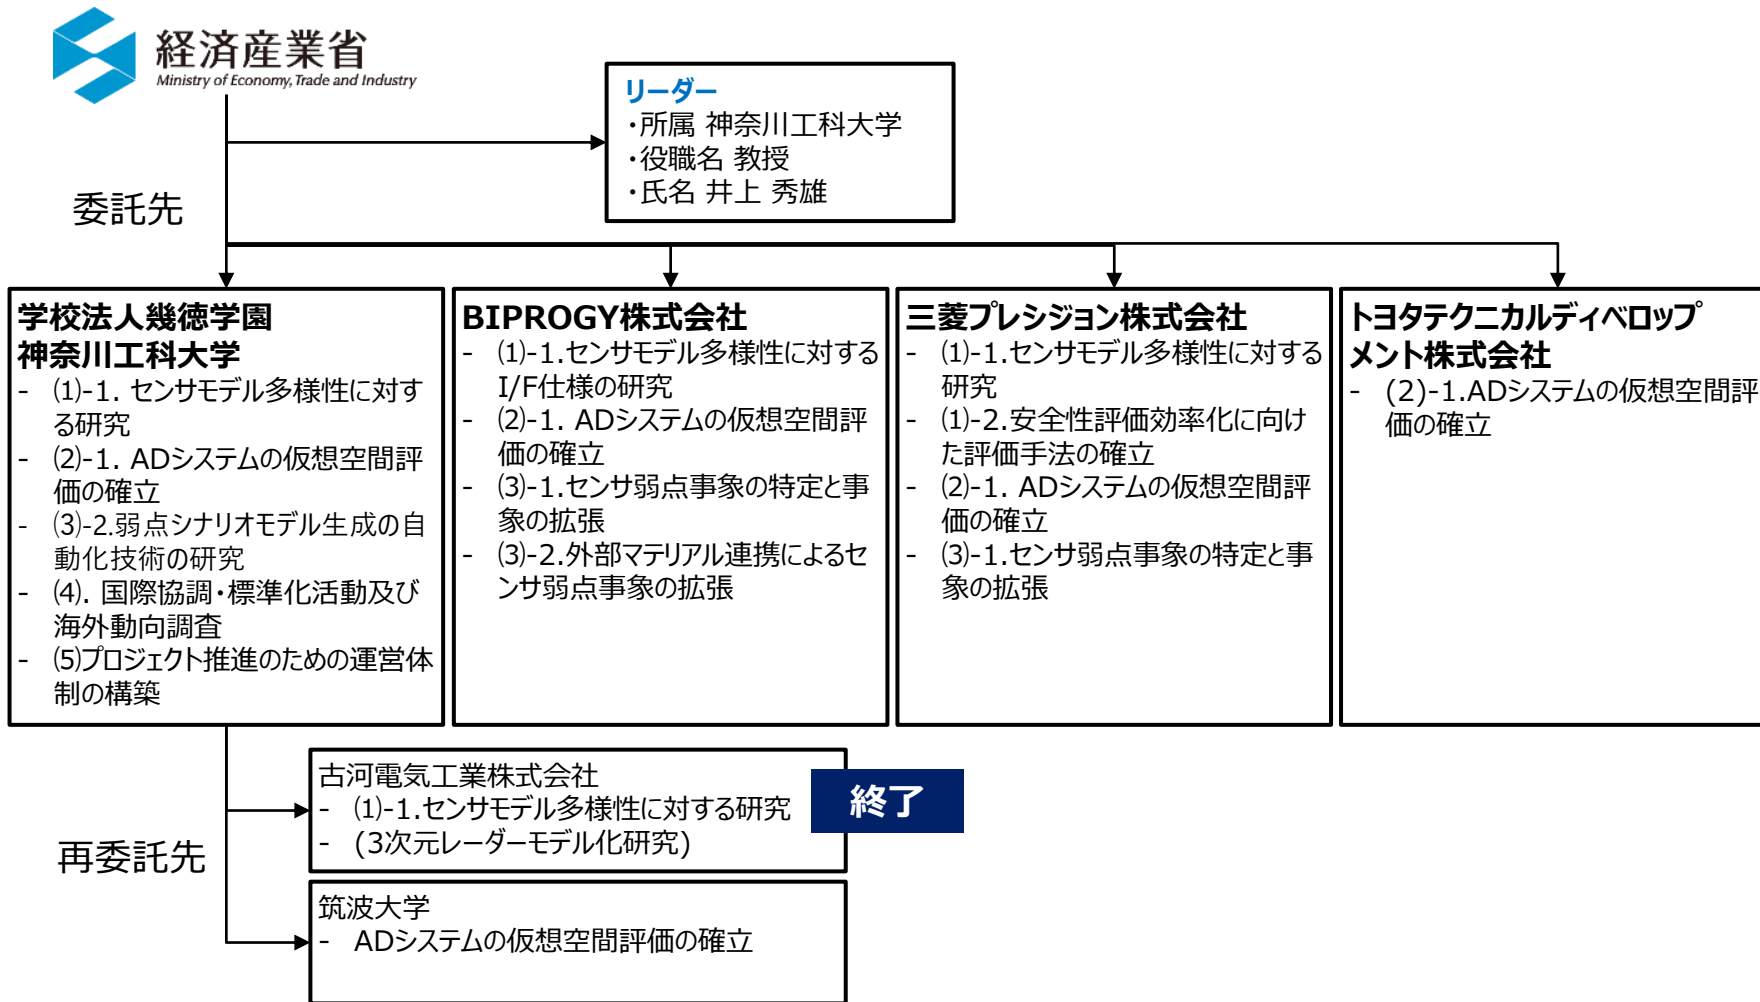 経済産業省
Ministry of Economy, Trade and Industry
リーダー
・所属 神奈川工科大学
・役職名 教授
・氏名 井上 秀雄
委託先
学校法人幾徳学園
神奈川工科大学
- ⑴-1. センサモデル多様性に対す
る研究
- ⑵-1. ADシステムの仮想空間評
価の確立
- ⑶-2.弱点シナリオモデル生成の自
動化技術の研究
- ⑷. 国際協調・標準化活動及び
海外動向調査
- ⑸プロジェクト推進のための運営体
制の構築
BIPROGY株式会社
- ⑴-1.センサモデル多様性に対する
I/F仕様の研究
- ⑵-1. ADシステムの仮想空間評
価の確立
- ⑶-1.センサ弱点事象の特定と事
象の拡張
- ⑶-2.外部マテリアル連携によるセ
ンサ弱点事象の拡張
三菱プレシジョン株式会社
- ⑴-1.センサモデル多様性に対する
研究
- ⑴-2.安全性評価効率化に向け
た評価手法の確立
- ⑵-1. ADシステムの仮想空間評
価の確立
- ⑶-1.センサ弱点事象の特定と事
象の拡張
トヨタテクニカルディベロップ
メント株式会社
- (2)-1.ADシステムの仮想空間評
価の確立
再委託先
古河電気工業株式会社
- ⑴-1.センサモデル多様性に対する研究
- (3次元レーダーモデル化研究)
終了
筑波大学
- ADシステムの仮想空間評価の確立